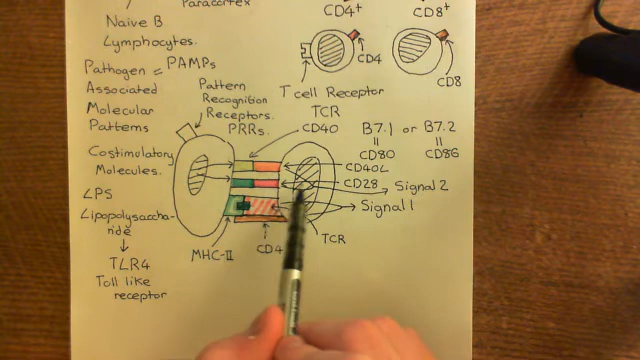 Paracortex
Naive B
Lymphocytes.
CD4+
CD8+
CD4
CD8
T cell Receptor
Pathogen = PAMPs
Associated
Molecular
Patterns
Pattern
Recognition
Receptors.
PRRs.
TCR
CD40
B7.1 or B7.2
CD80
CD86
Costimulatory
Molecules.
CD40L
CD28
Signal 2
Signal 1
LPS
Lipopolysaccha-
ride
TLR4
Toll like
receptor
MHC-II
CD4
TCR